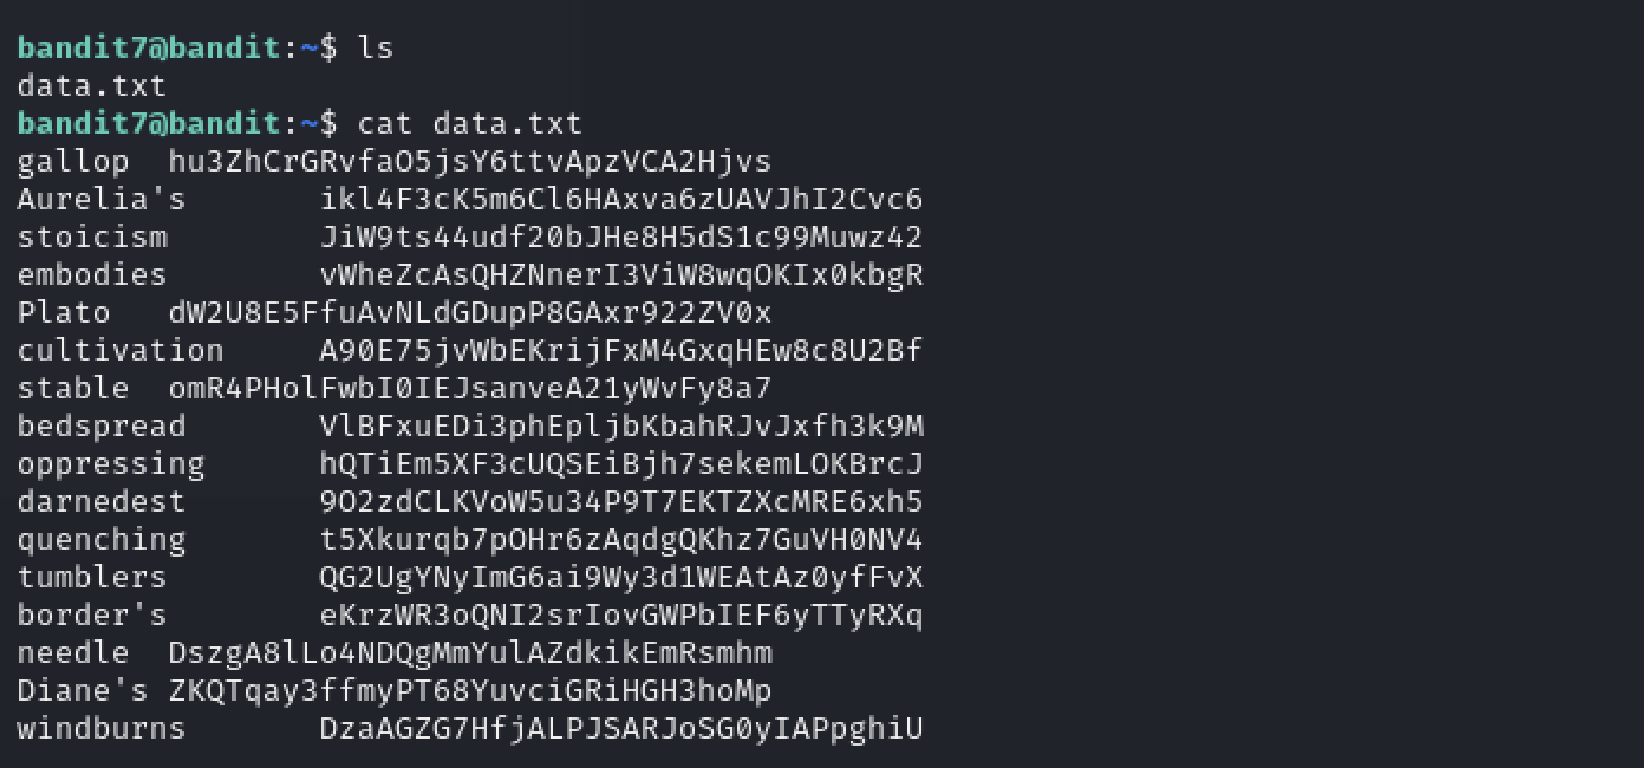 bandit7@bandit:~$ ls
data.txt
bandit7@bandit:~$ cat data.txt
gallop	hu3ZhCrGRvfaO5jsY6ttvApzVCA2Hjvs
Aurelia's	ikl4F3cK5m6Cl6HAxva6zUAVJhI2Cvc6
stoicism	JiW9ts44udf20bJHe8H5dS1c99Muwz42
embodies	vWheZcAsQHZNnerI3ViW8wqOKIx0kbgR
Plato	dW2U8E5FfuAvNLdGDupP8GAxr922ZV0x
cultivation	A90E75jvWbEKrijFxM4GxqHEw8c8U2Bf
stable	omR4PHolFwbI0IEJsanveA21yWvFy8a7
bedspread	VlBFxuEDi3phEpljbKbahRJvJxfh3k9M
oppressing	hQTiEm5XF3cUQSEiBjh7sekemLOKBrcJ
darnedest	9O2zdCLKVoW5u34P9T7EKTZXcMRE6xh5
quenching	t5Xkurqb7pOHr6zAqdgQKhz7GuVH0NV4
tumblers	QG2UgYNyImG6ai9Wy3d1WEAtAz0yfFvX
border's	eKrzWR3oQNI2srIovGWPbIEF6yTTyRXq
needle	DszgA8lLo4NDQgMmYulAZdkikEmRsmhm
Diane's	ZKQTqay3ffmyPT68YuvciGRiHGH3hoMp
windburns	DzaAGZG7HfjALPJSARJoSG0yIAPpghiU